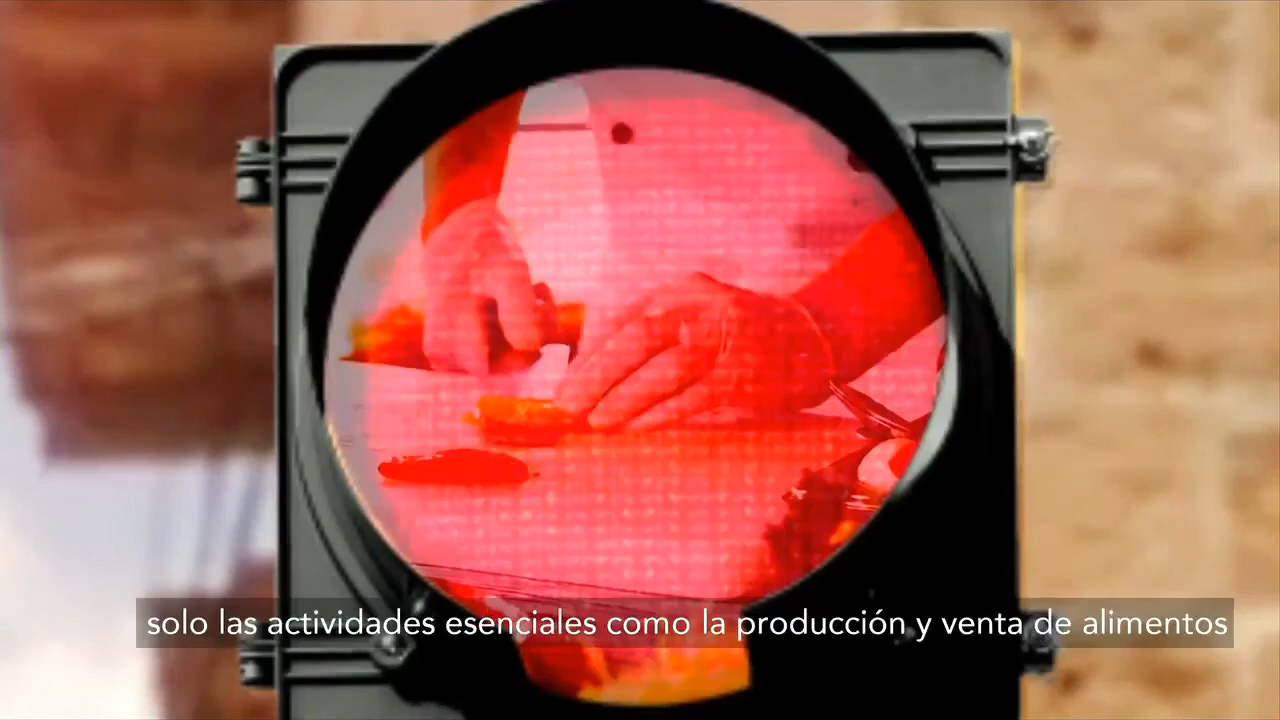 solo las actividades esenciales como la producción y venta de alimentos